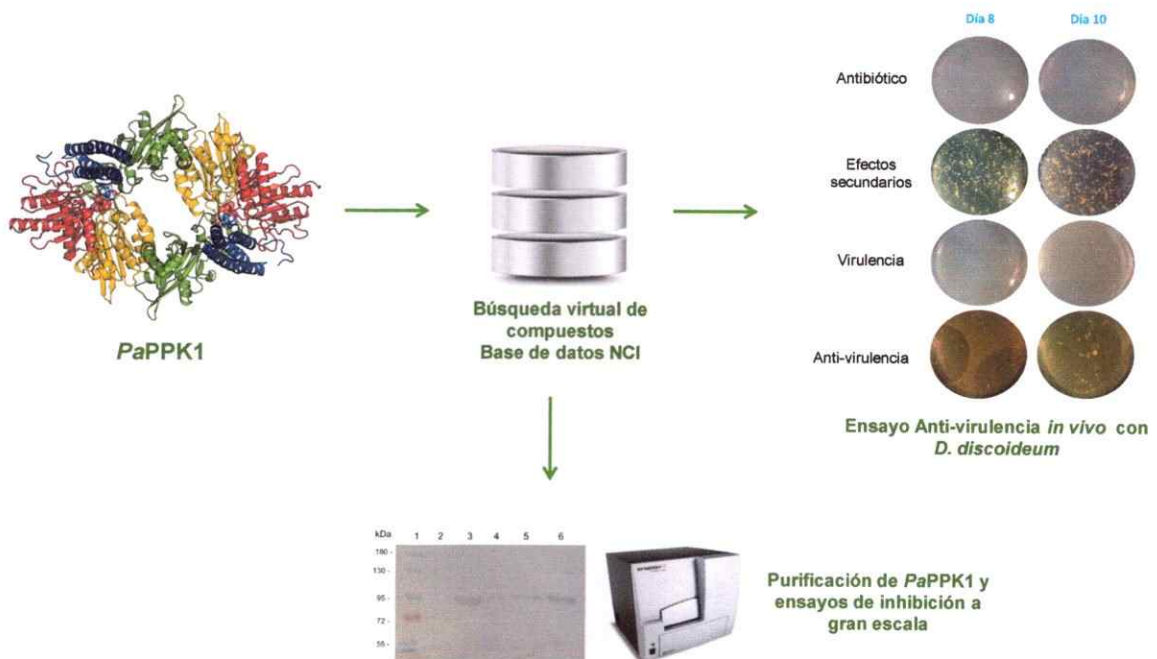 Día 8
Día 10
Antibiótico
Efectos
secundarios
Virulencia
Anti-virulencia
PaPPK1
Búsqueda virtual de
compuestos
Base de datos NCI
Ensayo Anti-virulencia in vivo con
D. discoideum
kDa 1 2 3 4 5 6
180 -
130 -
95 -
72 -
55 -
Purificación de PaPPK1 y
ensayos de inhibición a
gran escala